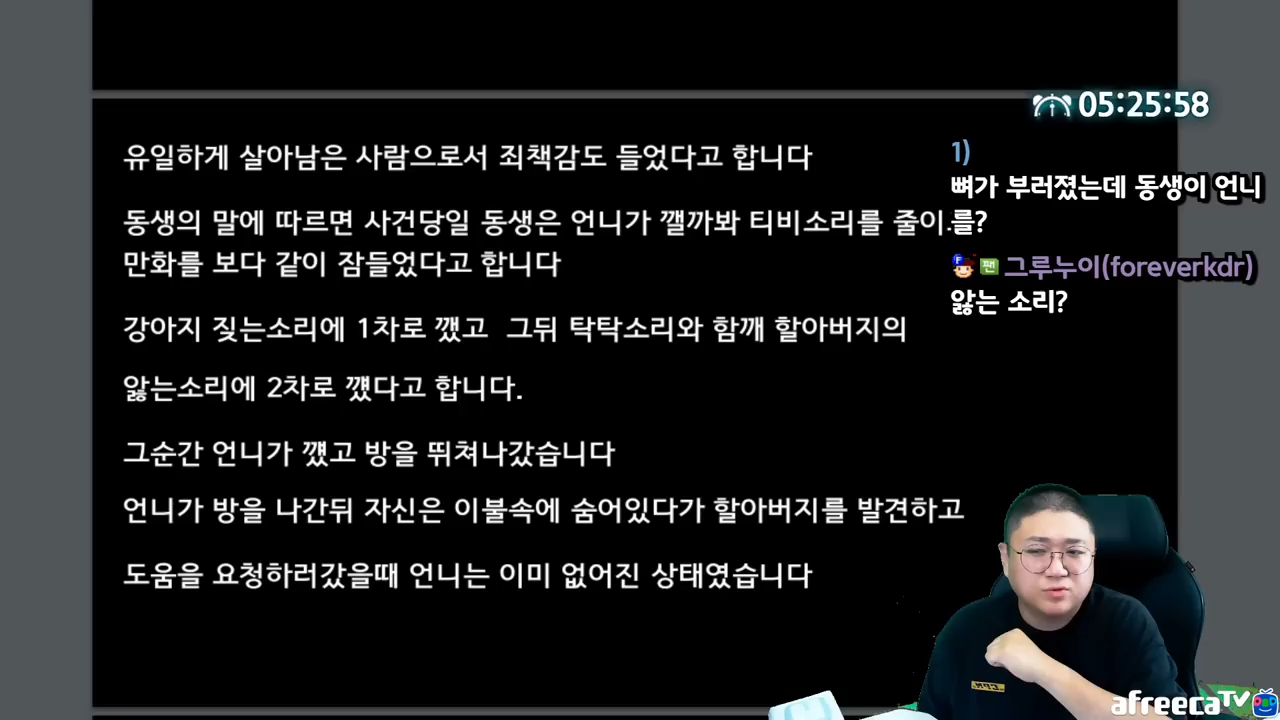 유일하게 살아남은 사람으로서 죄책감도 들었다고 합니다
동생의 말에 따르면 사건당일 동생은 언니가 깰까봐 티비소리를 줄이.
만화를 보다 같이 잠들었다고 합니다
강아지 짖는소리에 1차로 깼고 그뒤 탁탁소리와 함깨 할아버지의
앓는소리에 2차로 꺴다고 합니다.
그순간 언니가 꺴고 방을 뛰쳐나갔습니다
언니가 방을 나간뒤 자신은 이불속에 숨어있다가 할아버지를 발견하고
도움을 요청하러갔을때 언니는 이미 없어진 상태였습니다
05:25:58
1)
뼈가 부러졌는데 동생이 언니
를?
F 팬 그루누이(foreverkdr)
앓는 소리?
afreecaTV